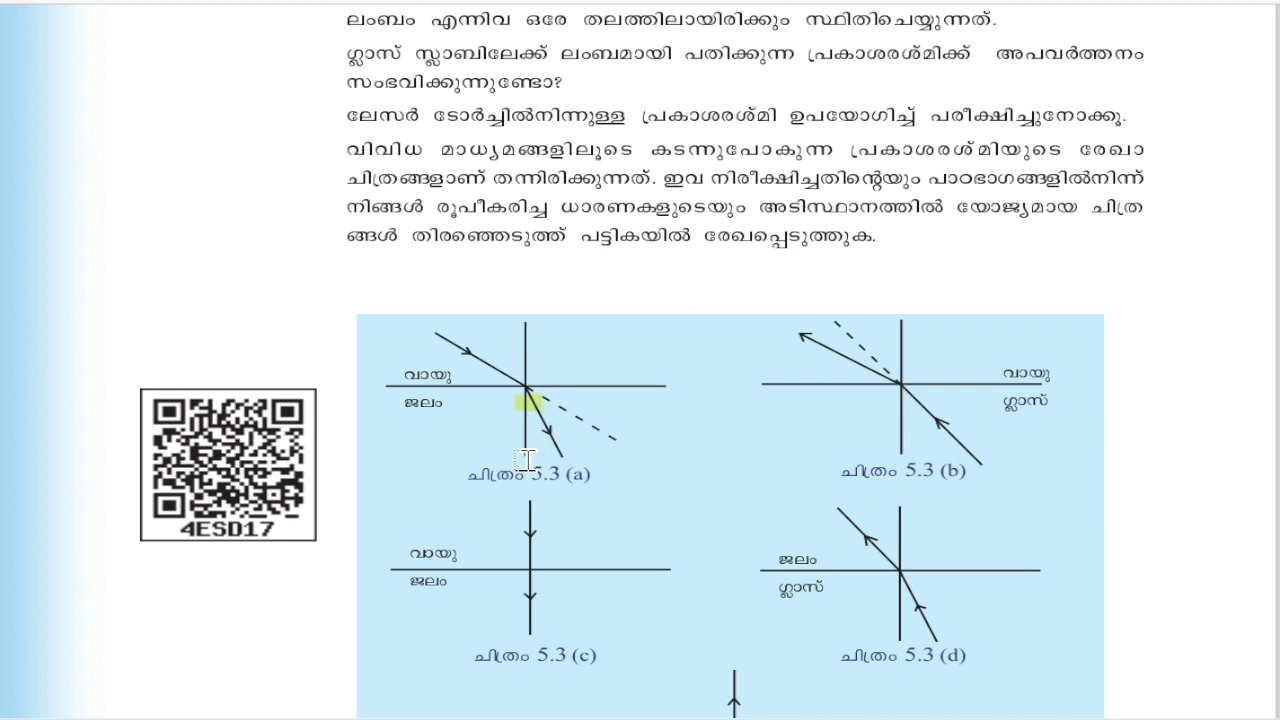 ലംബം എന്നിവ ഒരേ തലത്തിലായിരിക്കും സ്ഥിതിചെയ്യുന്നത്.
ഗ്ലാസ് സ്ലാബിലേക്ക് ലംബമായി പതിക്കുന്ന പ്രകാശരശ്മിക്ക് അപവർത്തനം
സംഭവിക്കുന്നുണ്ടോ?
ലേസർ ടോർച്ചിൽനിന്നുള്ള പ്രകാശരശ്മി ഉപയോഗിച്ച് പരീക്ഷിച്ചുനോക്കൂ.
വിവിധ മാധ്യമങ്ങളിലൂടെ കടന്നുപോകുന്ന പ്രകാശരശ്മിയുടെ രേഖാ
ചിത്രങ്ങളാണ് തന്നിരിക്കുന്നത്. ഇവ നിരീക്ഷിച്ചതിന്റെയും പാഠഭാഗങ്ങളിൽനിന്ന്
നിങ്ങൾ രൂപീകരിച്ച ധാരണകളുടെയും അടിസ്ഥാനത്തിൽ യോജ്യമായ ചിത്ര
ങ്ങൾ തിരഞ്ഞെടുത്ത് പട്ടികയിൽ രേഖപ്പെടുത്തുക.
വായു
ജലം
ചിത്രം 5.3 (a)
വായു
ഗ്ലാസ്
ചിത്രം 5.3 (b)
4ESD17
വായു
ജലം
ചിത്രം 5.3 (c)
ജലം
ഗ്ലാസ്
ചിത്രം 5.3 (d)